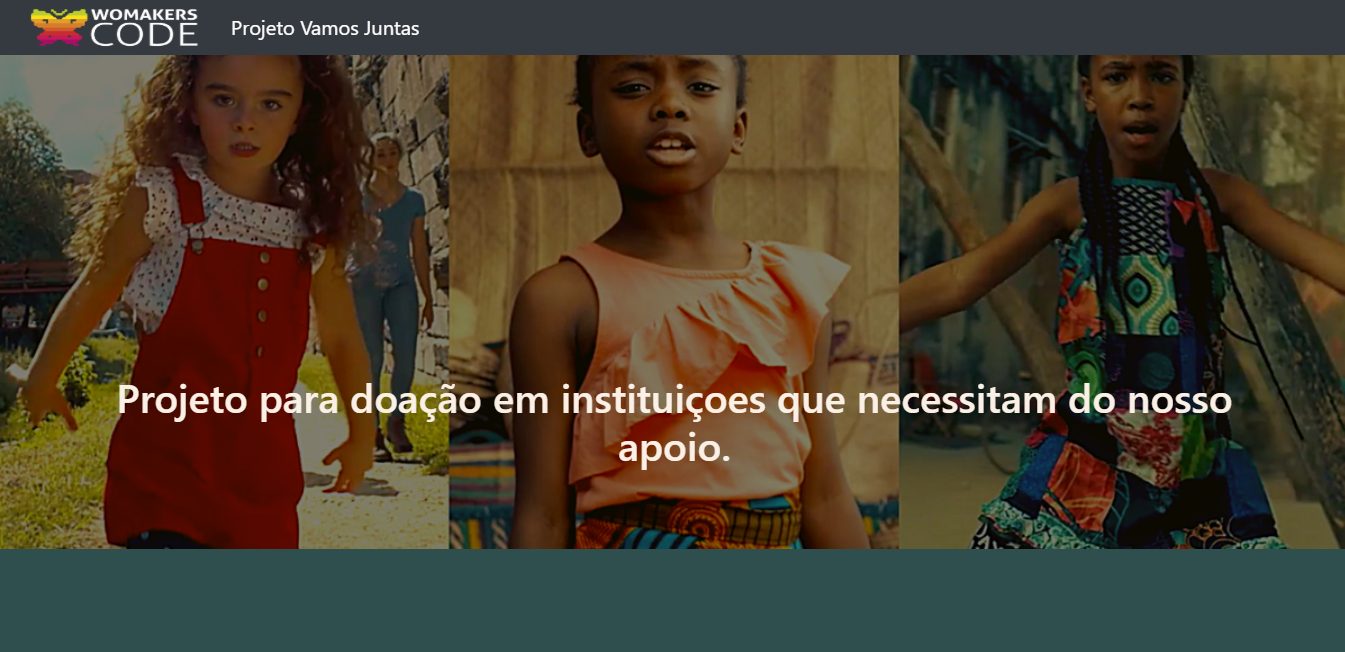 WOMAKERS
CODE
Projeto Vamos Juntas
Projeto para doação em instituiçoes que necessitam do nosso
apoio.